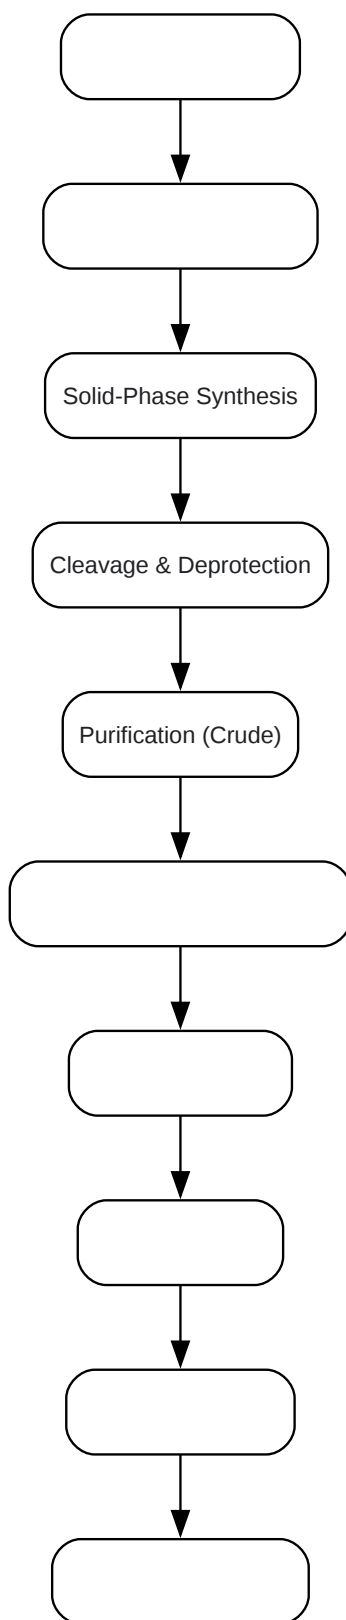 Solid-Phase Synthesis
Cleavage & Deprotection
Purification (Crude)